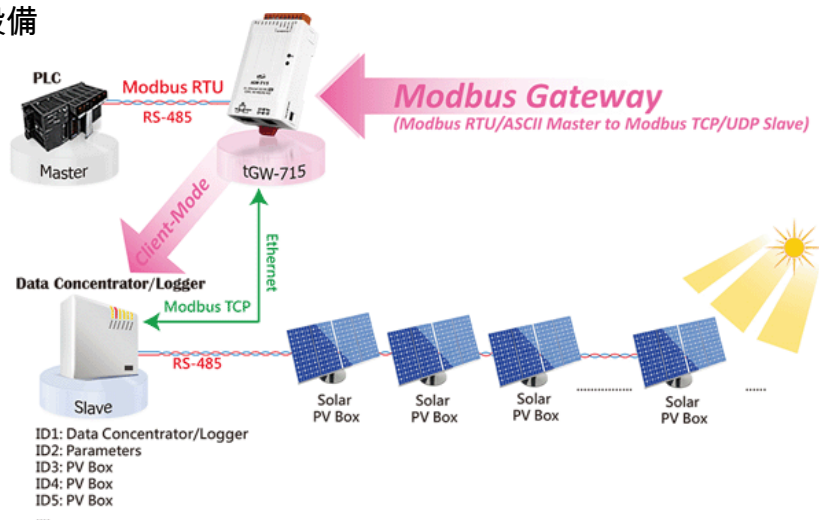 設備
PLC
Modbus RTU
RS-485
Master
tGW-715
Modbus Gateway
(Modbus RTU/ASCII Master to Modbus TCP/UDP Slave)
Client-Mode
Ethernet
Data Concentrator/Logger
Modbus TCP
RS-485
Slave
Solar
PV Box
Solar
PV Box
Solar
PV Box
................
Solar
PV Box
......
ID1: Data Concentrator/Logger
ID2: Parameters
ID3: PV Box
ID4: PV Box
ID5: PV Box